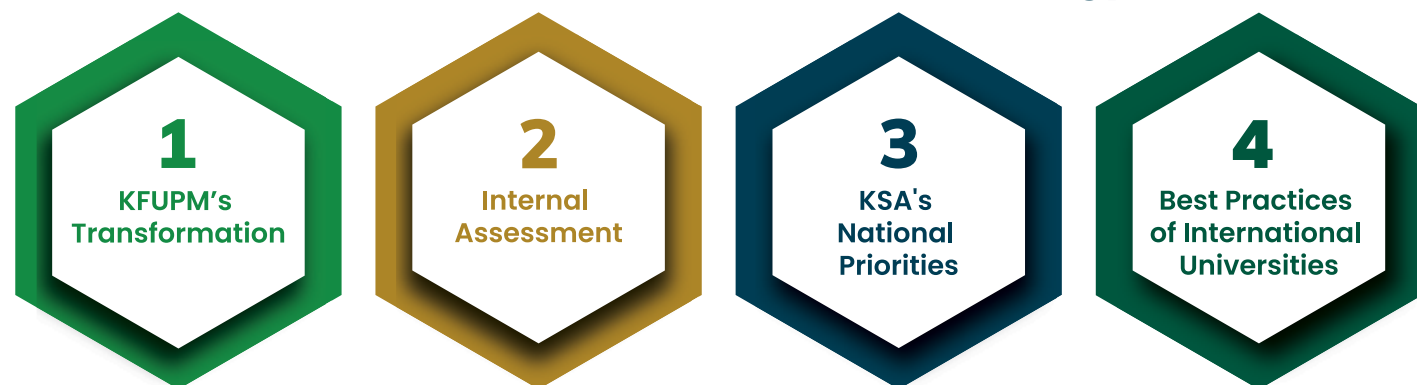 1
KFUPM’s
Transformation
2
Internal
Assessment
3
KSA's
National
Priorities
4
Best Practices
of International
Universities